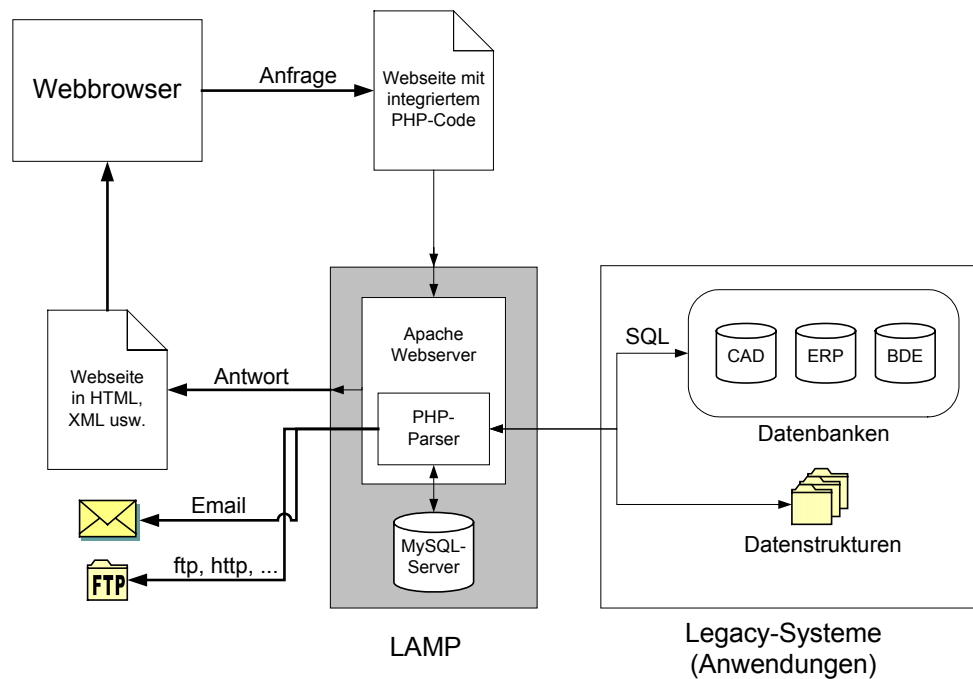 Webbrowser
Anfrage
Webseite mit
integriertem
PHP-Code
Apache
Webserver
PHP-
Parser
MySQL-
Server
LAMP
Antwort
Webseite
in HTML,
XML usw.
Email
ftp, http, ...
FTP
SQL
CAD
ERP
BDE
Datenbanken
Datenstrukturen
Legacy-Systeme
(Anwendungen)